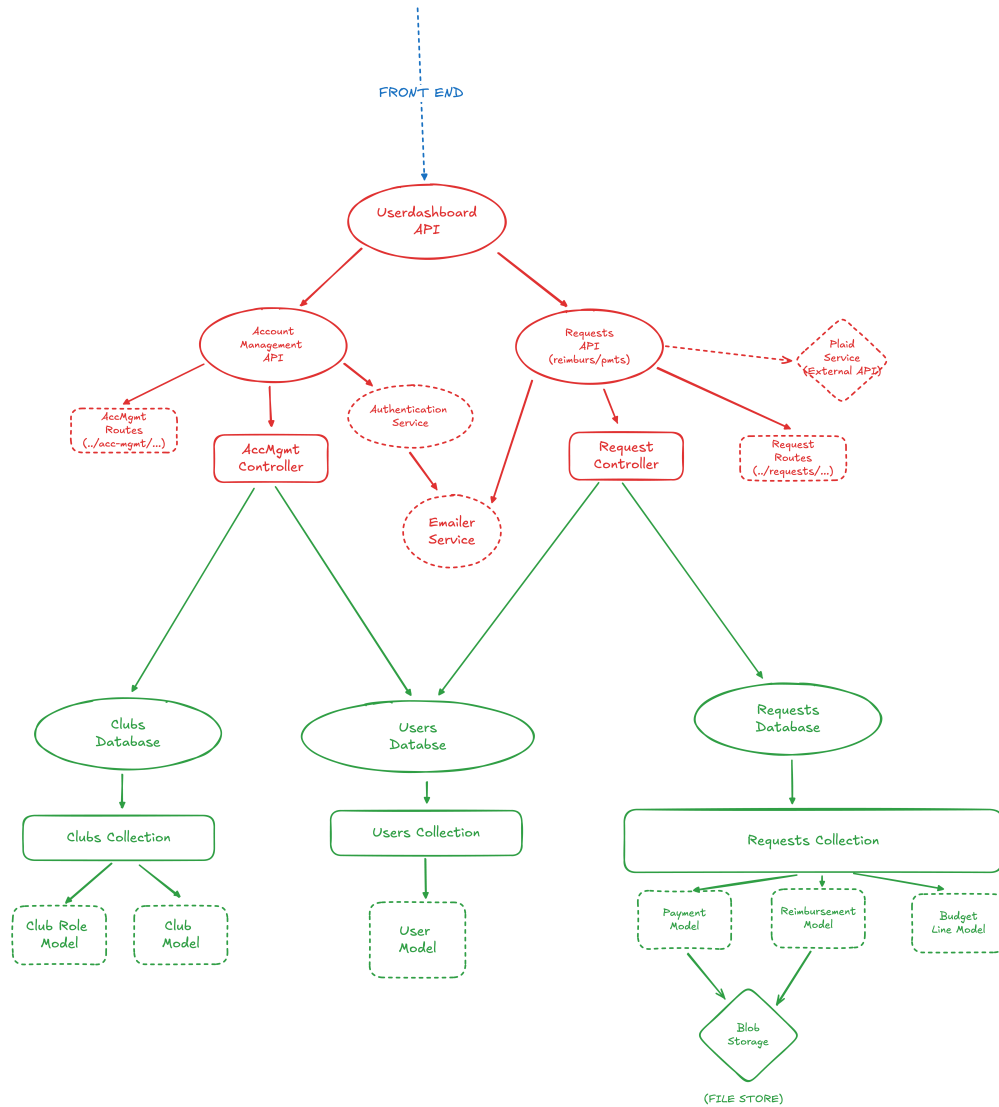 FRONT END
Userdashboard
API
Account
Management
API
Requests
API
(reimburs/pmts)
Plaid
Service
(External API)
AccMgmt
Routes
(../acc-mgmt/...)
Authentication
Service
AccMgmt
Controller
Request
Controller
Request
Routes
(../requests/...)
Emailer
Service
Clubs
Database
Users
Databse
Requests
Database
Clubs Collection
Users Collection
Requests Collection
Club Role
Model
Club
Model
User
Model
Payment
Model
Reimbursement
Model
Budget
Line Model
Blob
Storage
(FILE STORE)